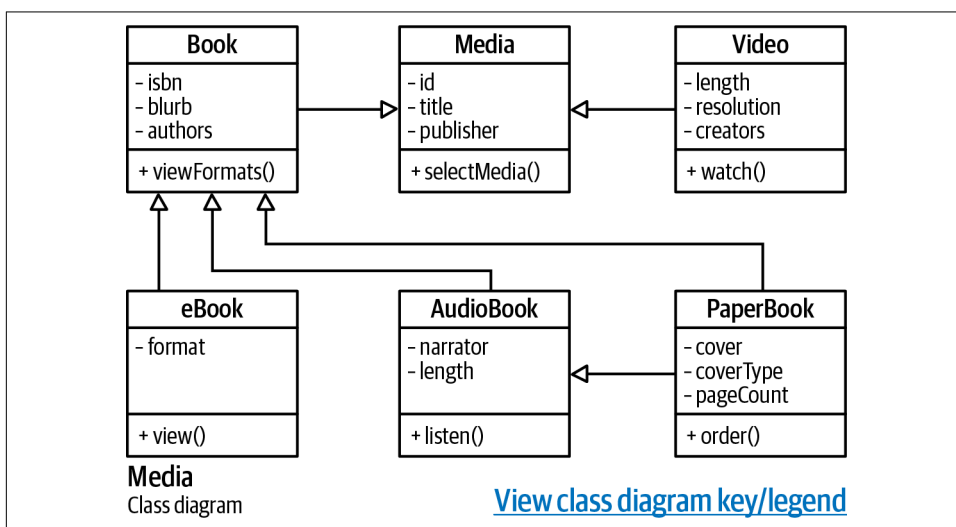 Book
- isbn
- blurb
- authors
+ viewFormats()
Media
- id
- title
- publisher
+ selectMedia()
Video
- length
- resolution
- creators
+ watch()
eBook
- format
+ view()
AudioBook
- narrator
- length
+ listen()
PaperBook
- cover
- coverType
- pageCount
+ order()
Media
Class diagram
View class diagram key/legend